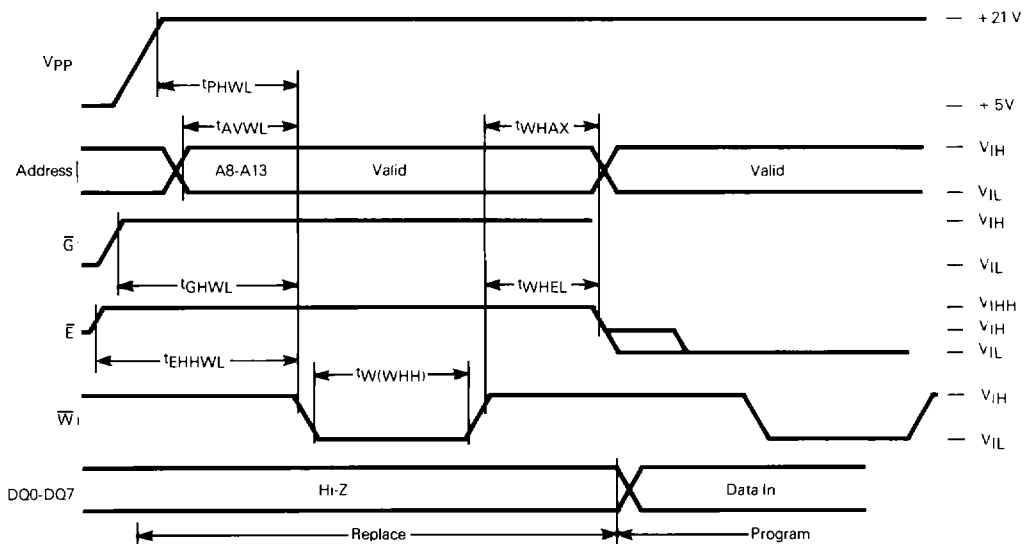 + 21 V
VPP
tPHWL
+ 5V
tAVWL
tWHAX
VIH
Address
A8-A13 Valid
Valid
VIL
VIH
G̅
VIL
tGHWL
tWHEL
VIHH
VIH
E̅
VIL
tEHHWL
tW(WHH)
VIH
W̅
VIL
DQ0-DQ7
Hi-Z
Data In
Replace
Program